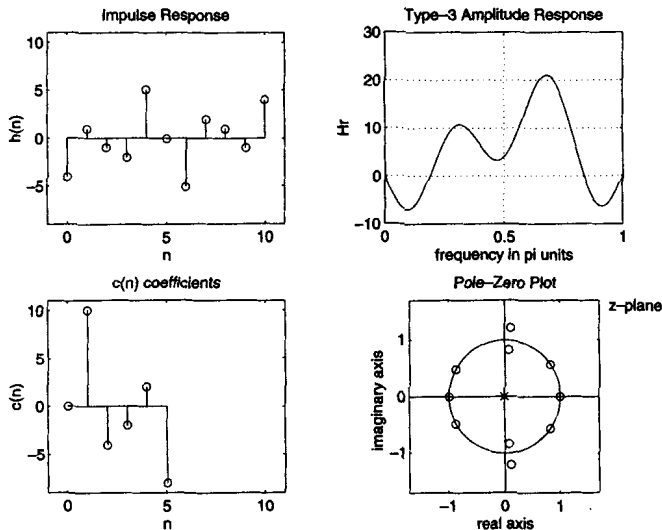 Impulse Response
10
5
0
−5
h(n)
0
5
10
n
Type−3 Amplitude Response
30
20
10
0
−10
Hr
0
0.5
1
frequency in pi units
c(n) coefficients
10
5
0
−5
c(n)
0
5
10
n
Pole−Zero Plot
z−plane
1
0
−1
imaginary axis
−1
0
1
real axis